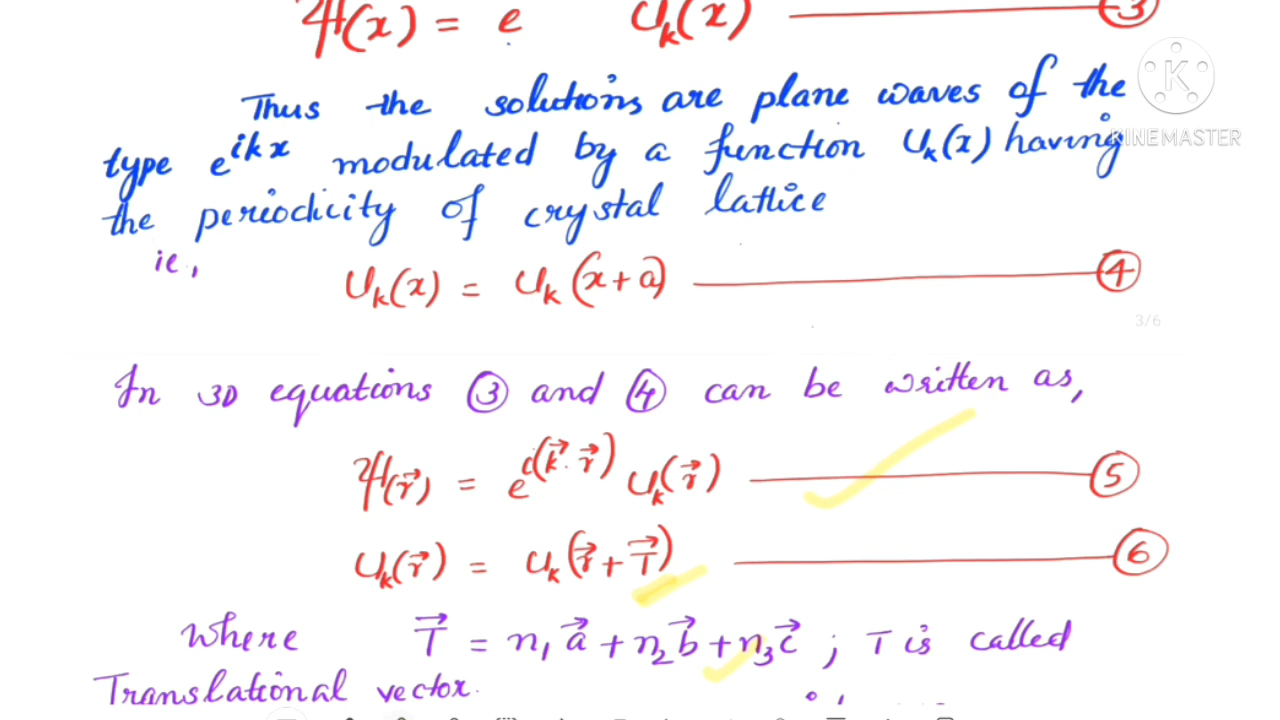 Ψ(x) = e U_k(x) ——— ③
Thus the solutions are plane waves of the
type e^{ikx} modulated by a function U_k(x) having
the periodicity of crystal lattice
ie,
U_k(x) = U_k(x+a) ——— ④
3/6
In 3D equations ③ and ④ can be written as,
Ψ(r⃗) = e^{i(k⃗·r⃗)} U_k(r⃗) ——— ⑤
U_k(r⃗) = U_k(r⃗+T⃗) ——— ⑥
where T⃗ = n₁a⃗ + n₂b⃗ + n₃c⃗ ; T is called
Translational vector.
K
KINEMASTER